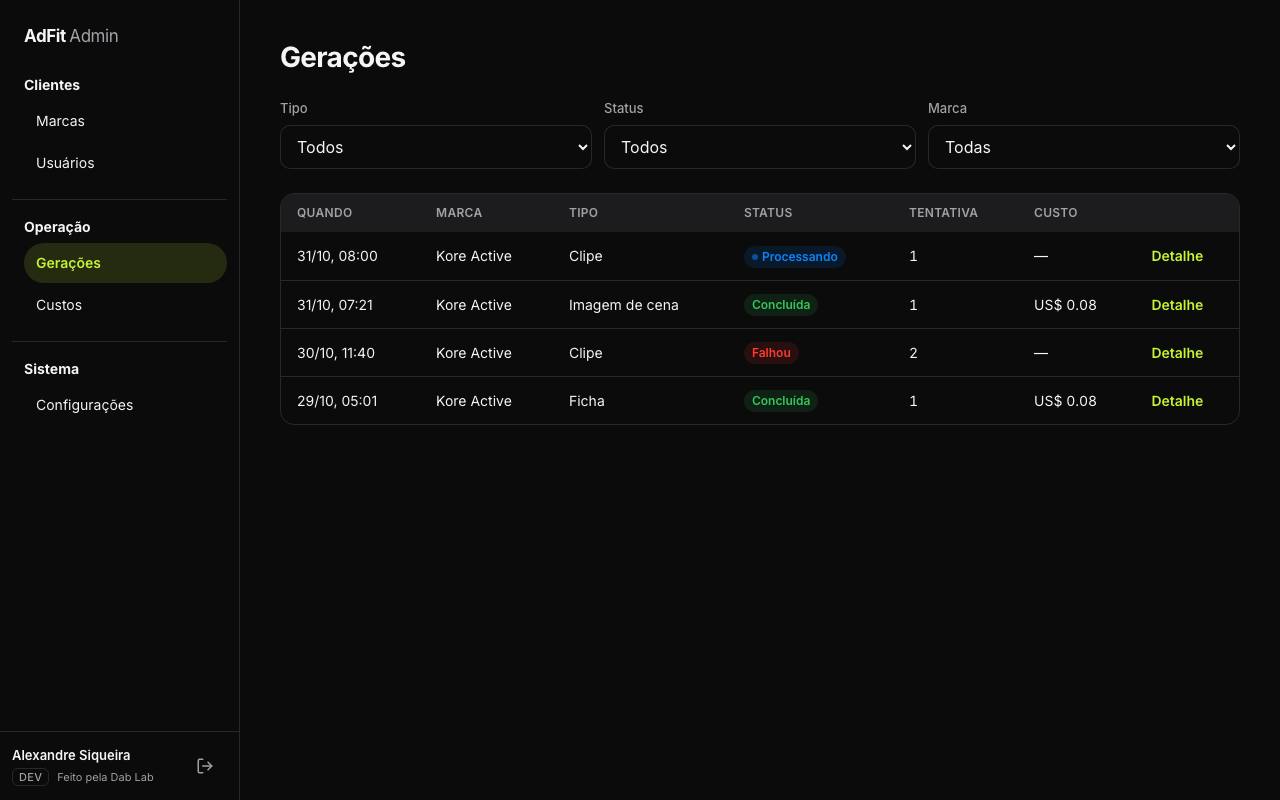 AdFit Admin
Clientes
Marcas
Usuários
Operação
Gerações
Custos
Sistema
Configurações
Alexandre Siqueira
DEV Feito pela Dab Lab
Gerações
Tipo Status Marca
Todos Todos Todas
QUANDO MARCA TIPO STATUS TENTATIVA CUSTO
31/10, 08:00 Kore Active Clipe Processando 1 — Detalhe
31/10, 07:21 Kore Active Imagem de cena Concluída 1 US$ 0.08 Detalhe
30/10, 11:40 Kore Active Clipe Falhou 2 — Detalhe
29/10, 05:01 Kore Active Ficha Concluída 1 US$ 0.08 Detalhe